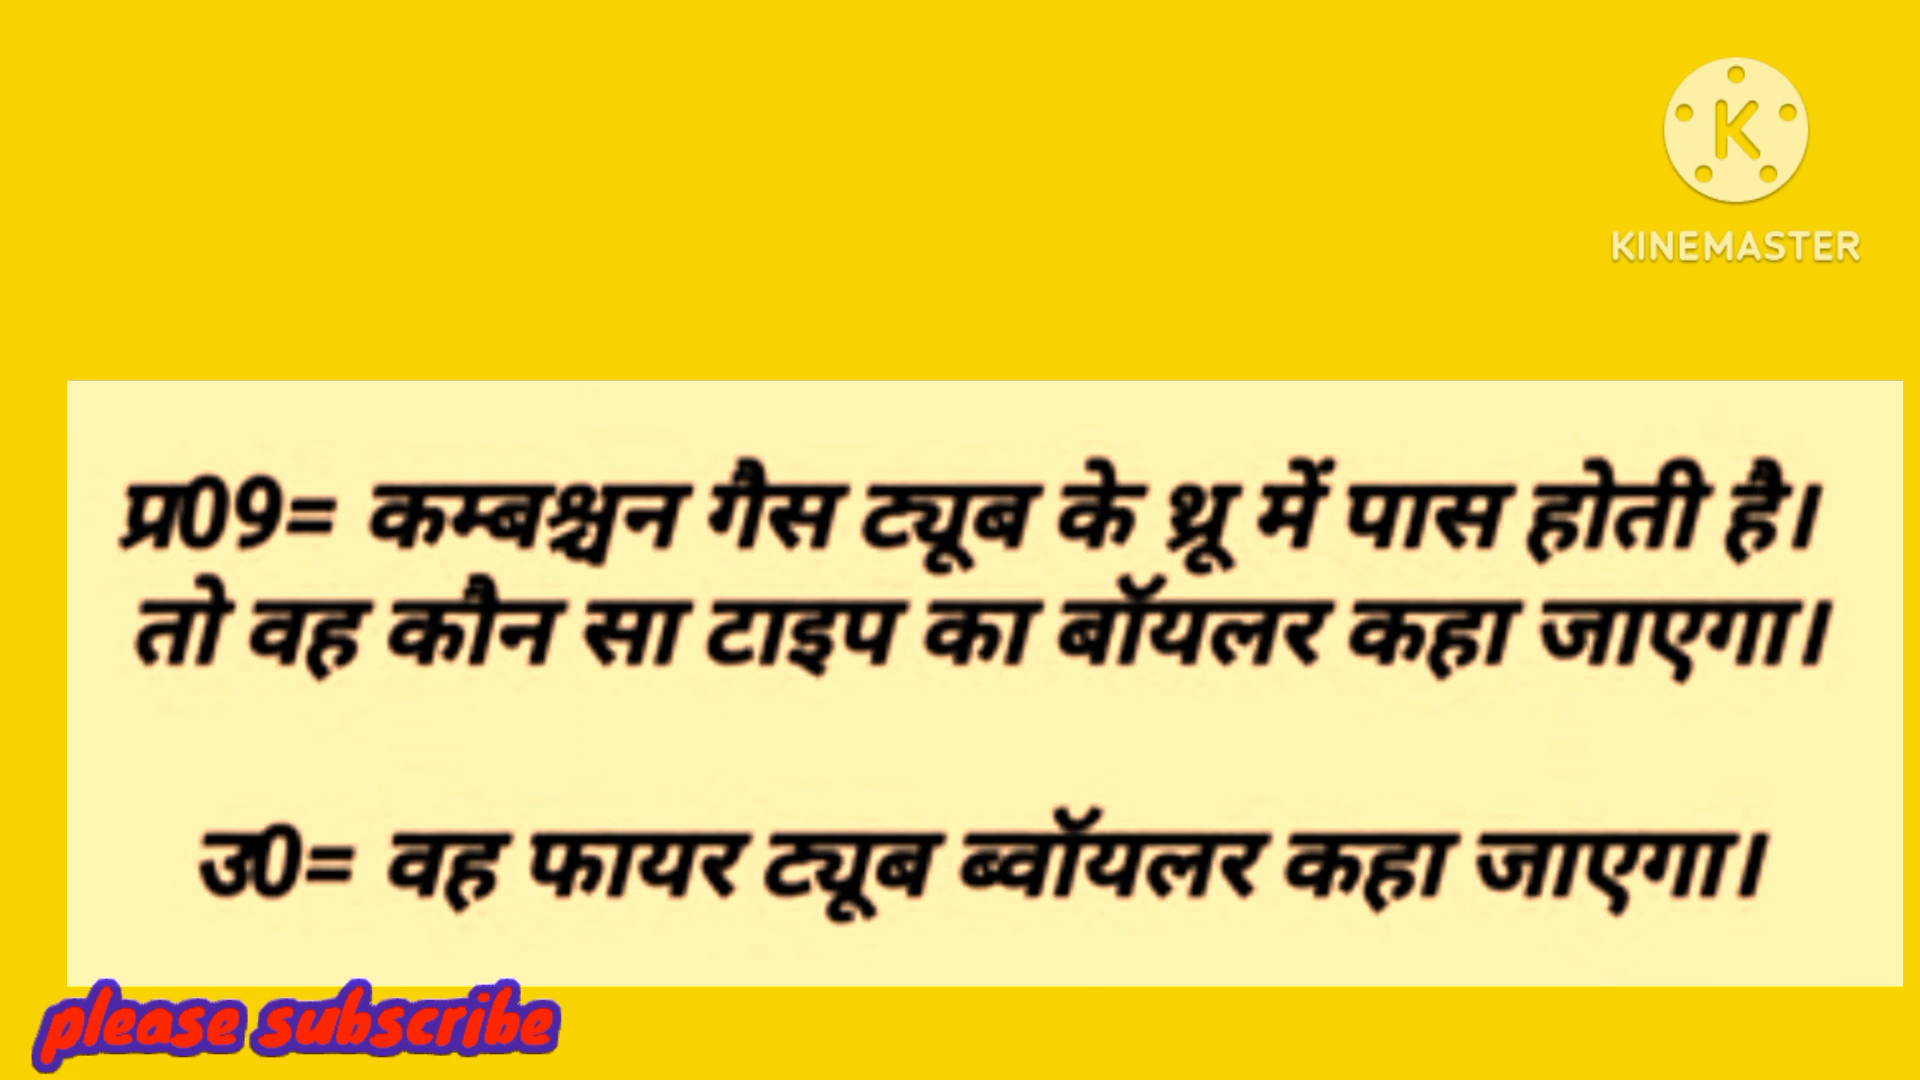 K
KINEMASTER
प्र09= कम्बश्चन गैस ट्यूब के थ्रू में पास होती है।
तो वह कौन सा टाइप का बॉयलर कहा जाएगा।
उ0= वह फायर ट्यूब ब्वॉयलर कहा जाएगा।
please subscribe